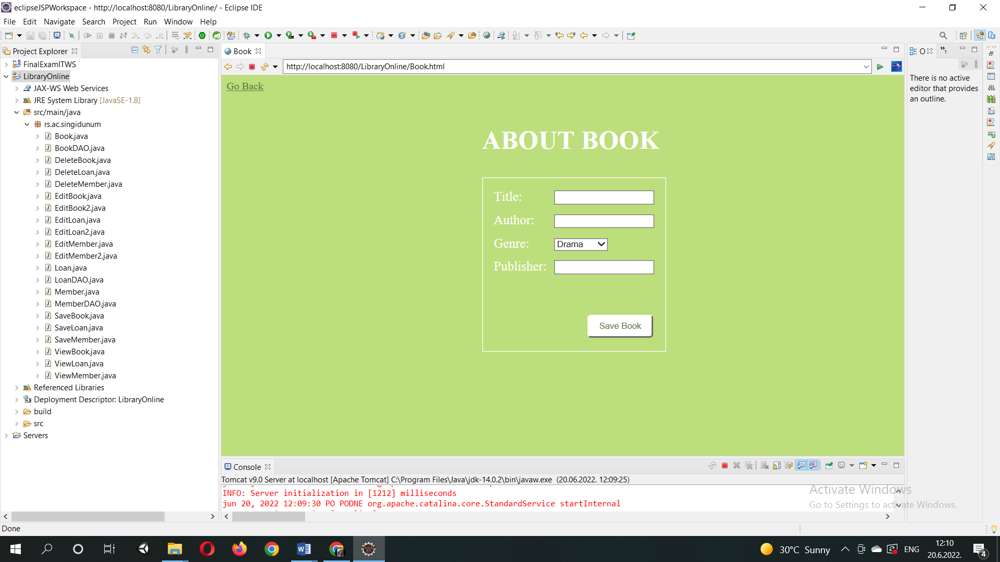 eclipseJSPWorkspace - http://localhost:8080/LibraryOnline/ - Eclipse IDE
File Edit Navigate Search Project Run Window Help
Project Explorer
FinalExamITWS
LibraryOnline
JAX-WS Web Services
JRE System Library [JavaSE-1.8]
src/main/java
rs.ac.singidunum
Book.java
BookDAO.java
DeleteBook.java
DeleteLoan.java
DeleteMember.java
EditBook.java
EditBook2.java
EditLoan.java
EditLoan2.java
EditMember.java
EditMember2.java
Loan.java
LoanDAO.java
Member.java
MemberDAO.java
SaveBook.java
SaveLoan.java
SaveMember.java
ViewBook.java
ViewLoan.java
ViewMember.java
Referenced Libraries
Deployment Descriptor: LibraryOnline
build
src
Servers
Book
http://localhost:8080/LibraryOnline/Book.html
Go Back
ABOUT BOOK
Title:
Author:
Genre: Drama
Publisher:
Save Book
O
There is no active
editor that provides
an outline.
Console
Tomcat v9.0 Server at localhost [Apache Tomcat] C:\Program Files\Java\jdk-14.0.2\bin\javaw.exe (20.06.2022. 12:09:25)
INFO: Server initialization in [1212] milliseconds
jun 20, 2022 12:09:30 PO PODNE org.apache.catalina.core.StandardService startInternal
Activate Windows
Go to Settings to activate Windows.
Done
30°C Sunny
ENG
12:10
20.6.2022.
4